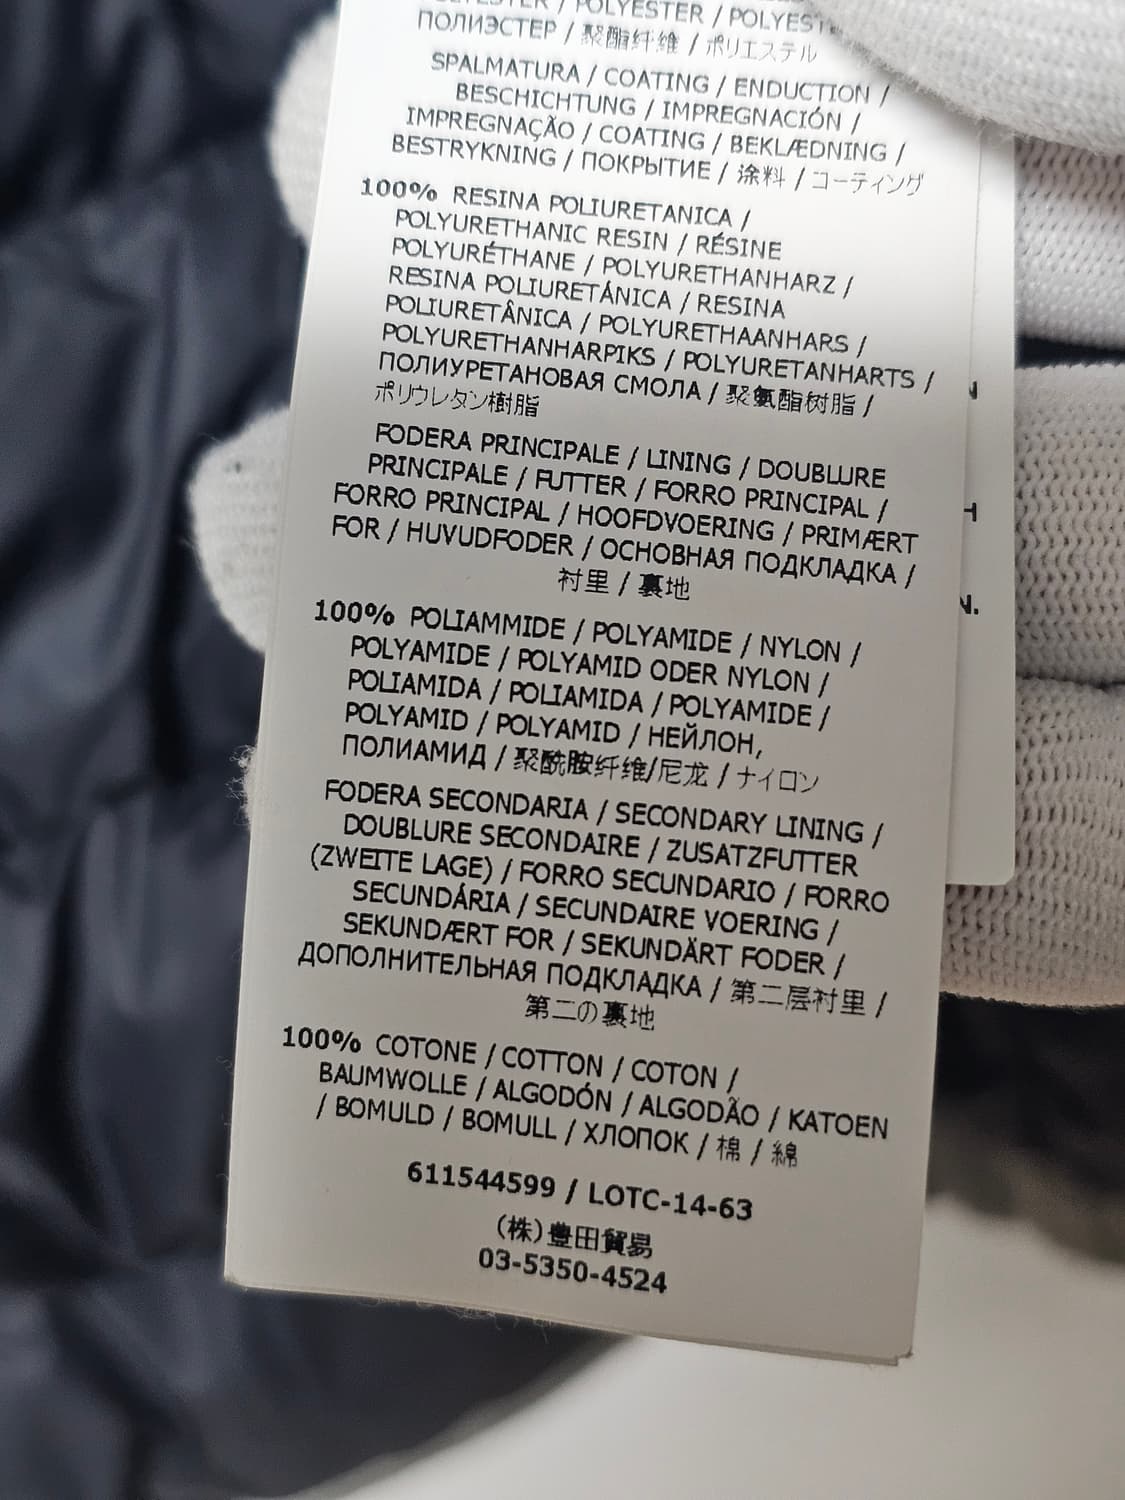 POLYESTER / POLYESTER / POLYESTER
ПОЛИЭСТЕР / 聚酯纤维 / ポリエステル
SPALMATURA / COATING / ENDUCTION /
BESCHICHTUNG / IMPREGNACIÓN /
IMPREGNAÇÃO / COATING / BEKLÆDNING /
BESTRYKNING / ПОКРЫТИЕ / 涂料 / コーティング
100% RESINA POLIURETANICA /
POLYURETHANIC RESIN / RÉSINE
POLYURÉTHANE / POLYURETHANHARZ /
RESINA POLIURETÁNICA / RESINA
POLIURETÂNICA / POLYURETHAANHARS /
POLYURETHANHARPIKS / POLYURETANHARTS /
ПОЛИУРЕТАНОВАЯ СМОЛА / 聚氨酯树脂 /
ポリウレタン樹脂
FODERA PRINCIPALE / LINING / DOUBLURE
PRINCIPALE / FUTTER / FORRO PRINCIPAL /
FORRO PRINCIPAL / HOOFDVOERING / PRIMÆRT
FOR / HUVUDFODER / ОСНОВНАЯ ПОДКЛАДКА /
衬里 / 裏地
100% POLIAMMIDE / POLYAMIDE / NYLON /
POLYAMIDE / POLYAMID ODER NYLON /
POLIAMIDA / POLIAMIDA / POLYAMIDE /
POLYAMID / POLYAMID / НЕЙЛОН,
ПОЛИАМИД / 聚酰胺纤维/尼龙 / ナイロン
FODERA SECONDARIA / SECONDARY LINING /
DOUBLURE SECONDAIRE / ZUSATZFUTTER
(ZWEITE LAGE) / FORRO SECUNDARIO / FORRO
SECUNDÁRIA / SECUNDAIRE VOERING /
SEKUNDÆRT FOR / SEKUNDÄRT FODER /
ДОПОЛНИТЕЛЬНАЯ ПОДКЛАДКА / 第二层衬里 /
第二の裏地
100% COTONE / COTTON / COTON /
BAUMWOLLE / ALGODÓN / ALGODÃO / KATOEN
/ BOMULD / BOMULL / ХЛОПОК / 棉 / 綿
611544599 / LOTC-14-63
(株)豊田貿易
03-5350-4524